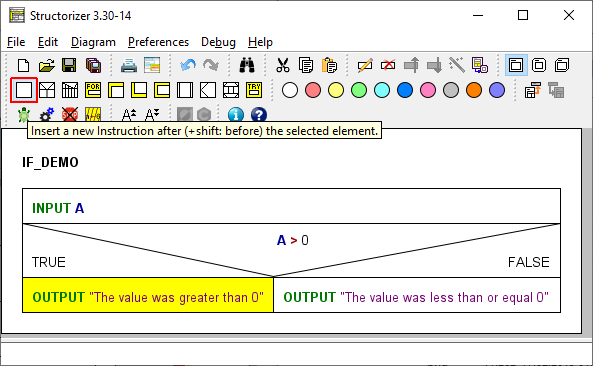 Structorizer 3.30-14
File Edit Diagram Preferences Debug Help
FOR TRY
A A
Insert a new Instruction after (+shift: before) the selected element.
IF_DEMO
INPUT A
A > 0
TRUE FALSE
OUTPUT "The value was greater than 0" OUTPUT "The value was less than or equal 0"